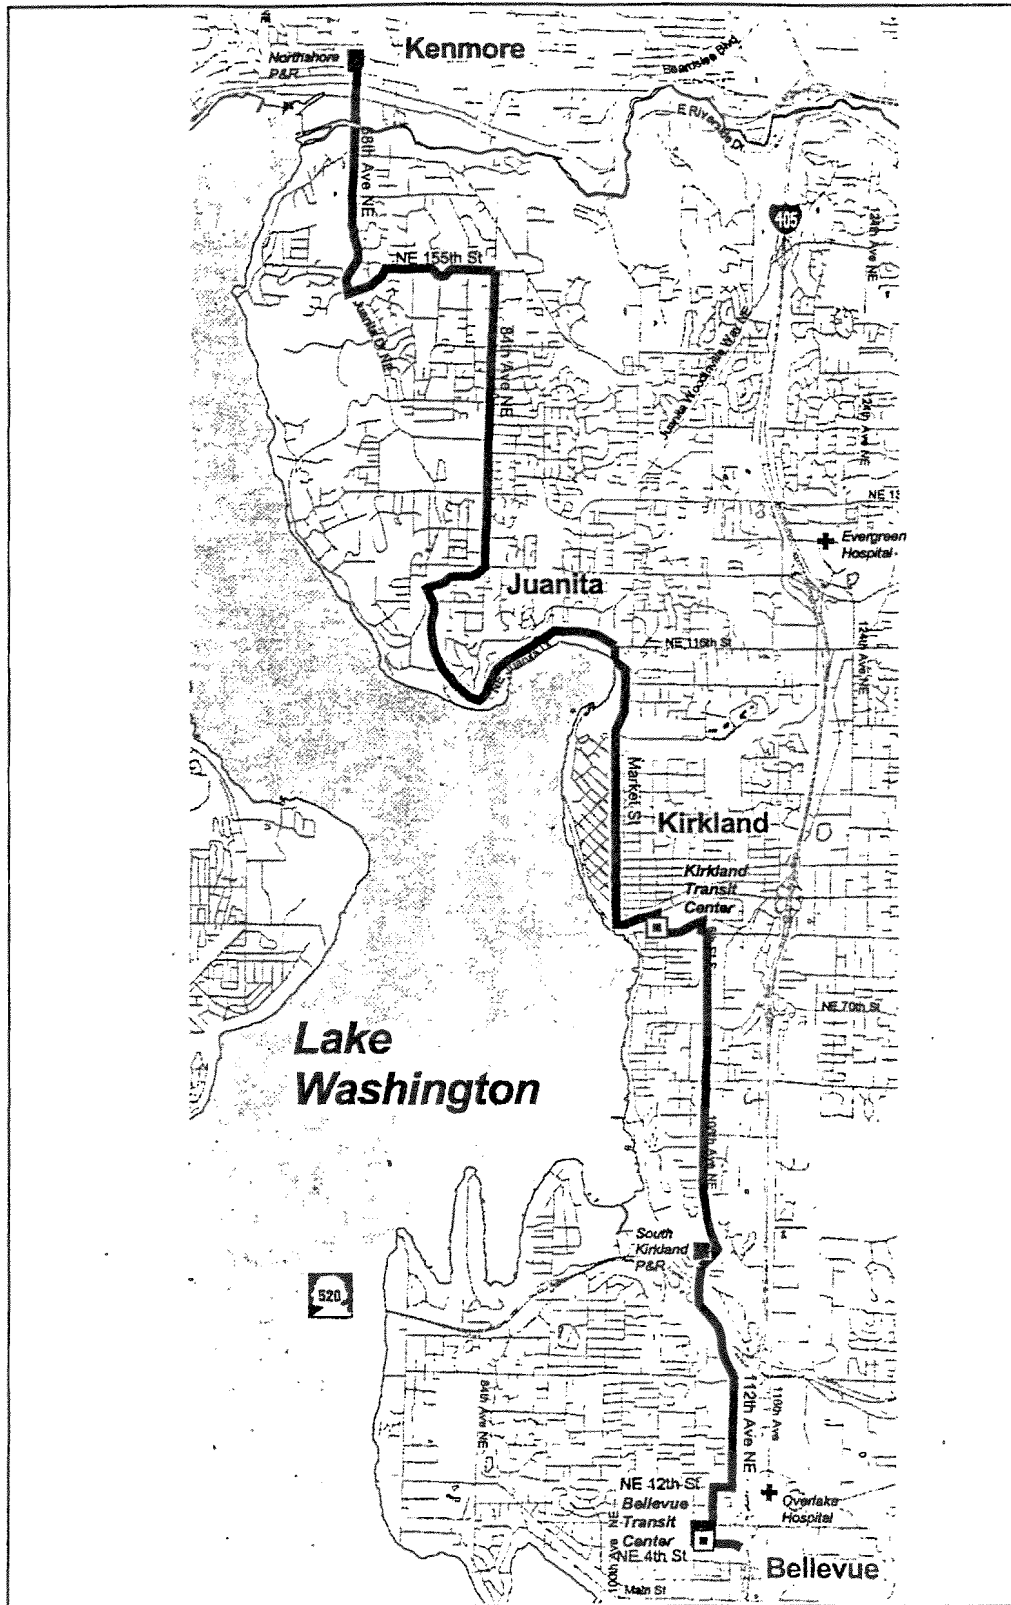 Kenmore
Northshore
P&R
Beardslee Blvd
E Riverside Dr
68th Ave NE
405
124th Ave NE
NE 155th St
Juanita Dr NE
84th Ave NE
Juanita Woodinville Way NE
124th Ave NE
NE 13
Evergreen
Hospital
Juanita
NE 116th St
124th Ave NE
Market St
Kirkland
Kirkland
Transit
Center
NE 70th St
Lake
Washington
108th Ave NE
South
Kirkland
P&R
520
84th Ave NE
112th Ave NE
116th Ave
NE 12th St
Bellevue
Transit
Center
Overlake
Hospital
100th Ave NE
NE 4th St
Bellevue
Main St